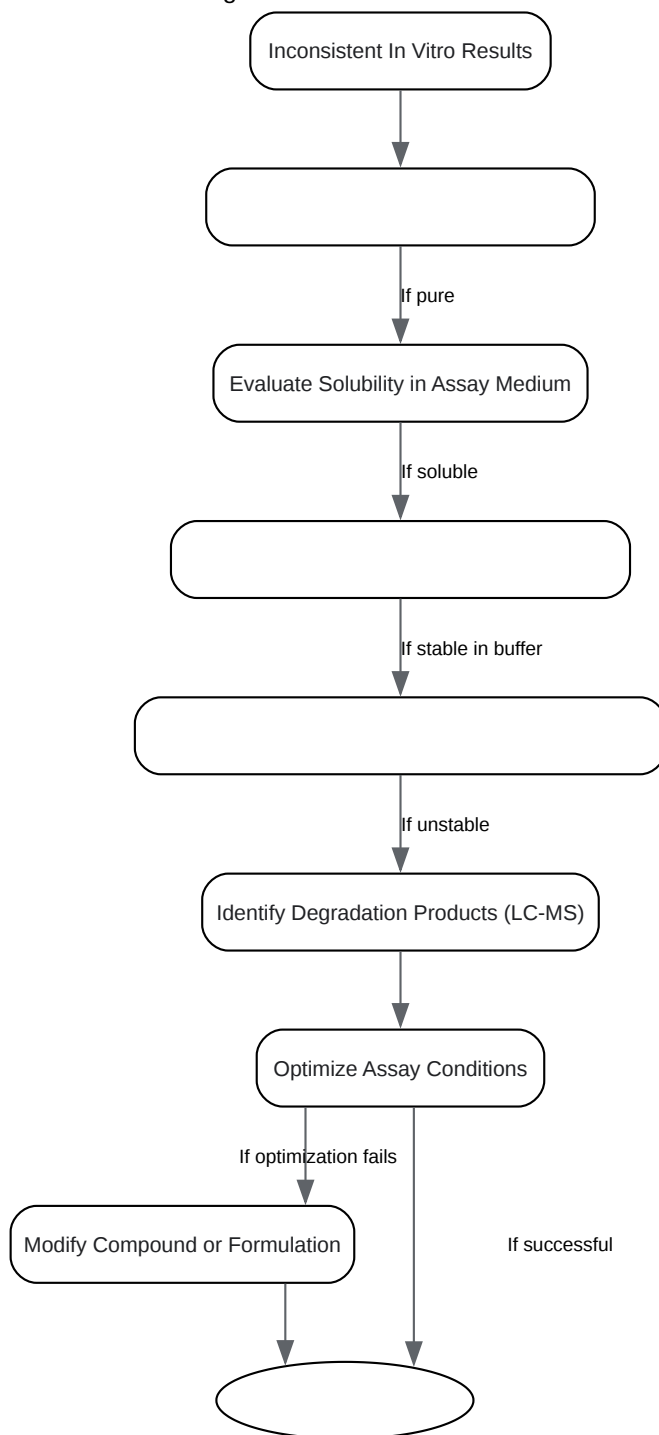 Inconsistent In Vitro Results
If pure
Evaluate Solubility in Assay Medium
If soluble
If stable in buffer
If unstable
Identify Degradation Products (LC-MS)
Optimize Assay Conditions
If optimization fails
Modify Compound or Formulation
If successful